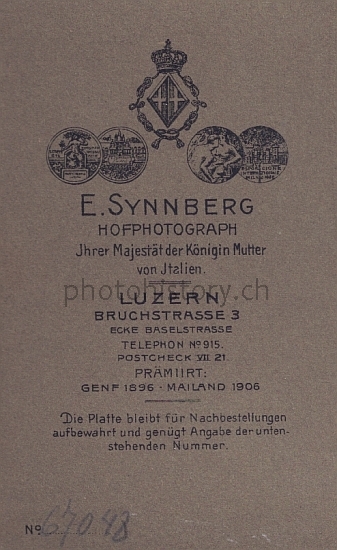 E. SYNNBERG
HOFPHOTOGRAPH
Jhrer Majestät der Königin Mutter
von Jtalien.
photohistory.ch
LUZERN
BRUCHSTRASSE 3
ECKE BASELSTRASSE
TELEPHON No 915.
POSTCHECK VII 21.
PRÄMIIRT:
GENF 1896 - MAILAND 1906
Die Platte bleibt für Nachbestellungen
aufbewahrt und genügt Angabe der unten-
stehenden Nummer.
No 67048